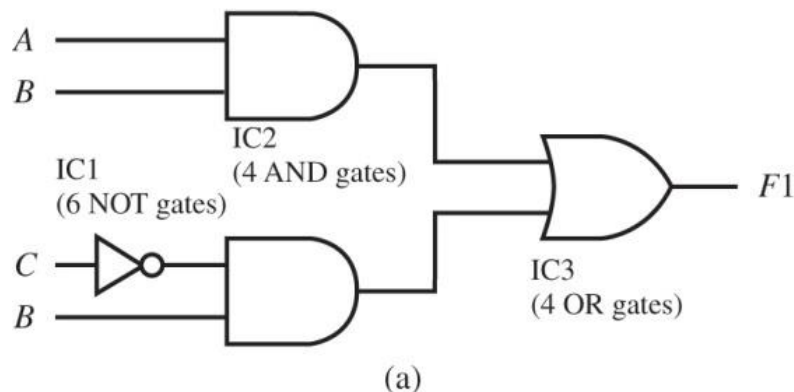 A
B
IC2
(4 AND gates)
IC1
(6 NOT gates)
F1
C
B
IC3
(4 OR gates)
(a)